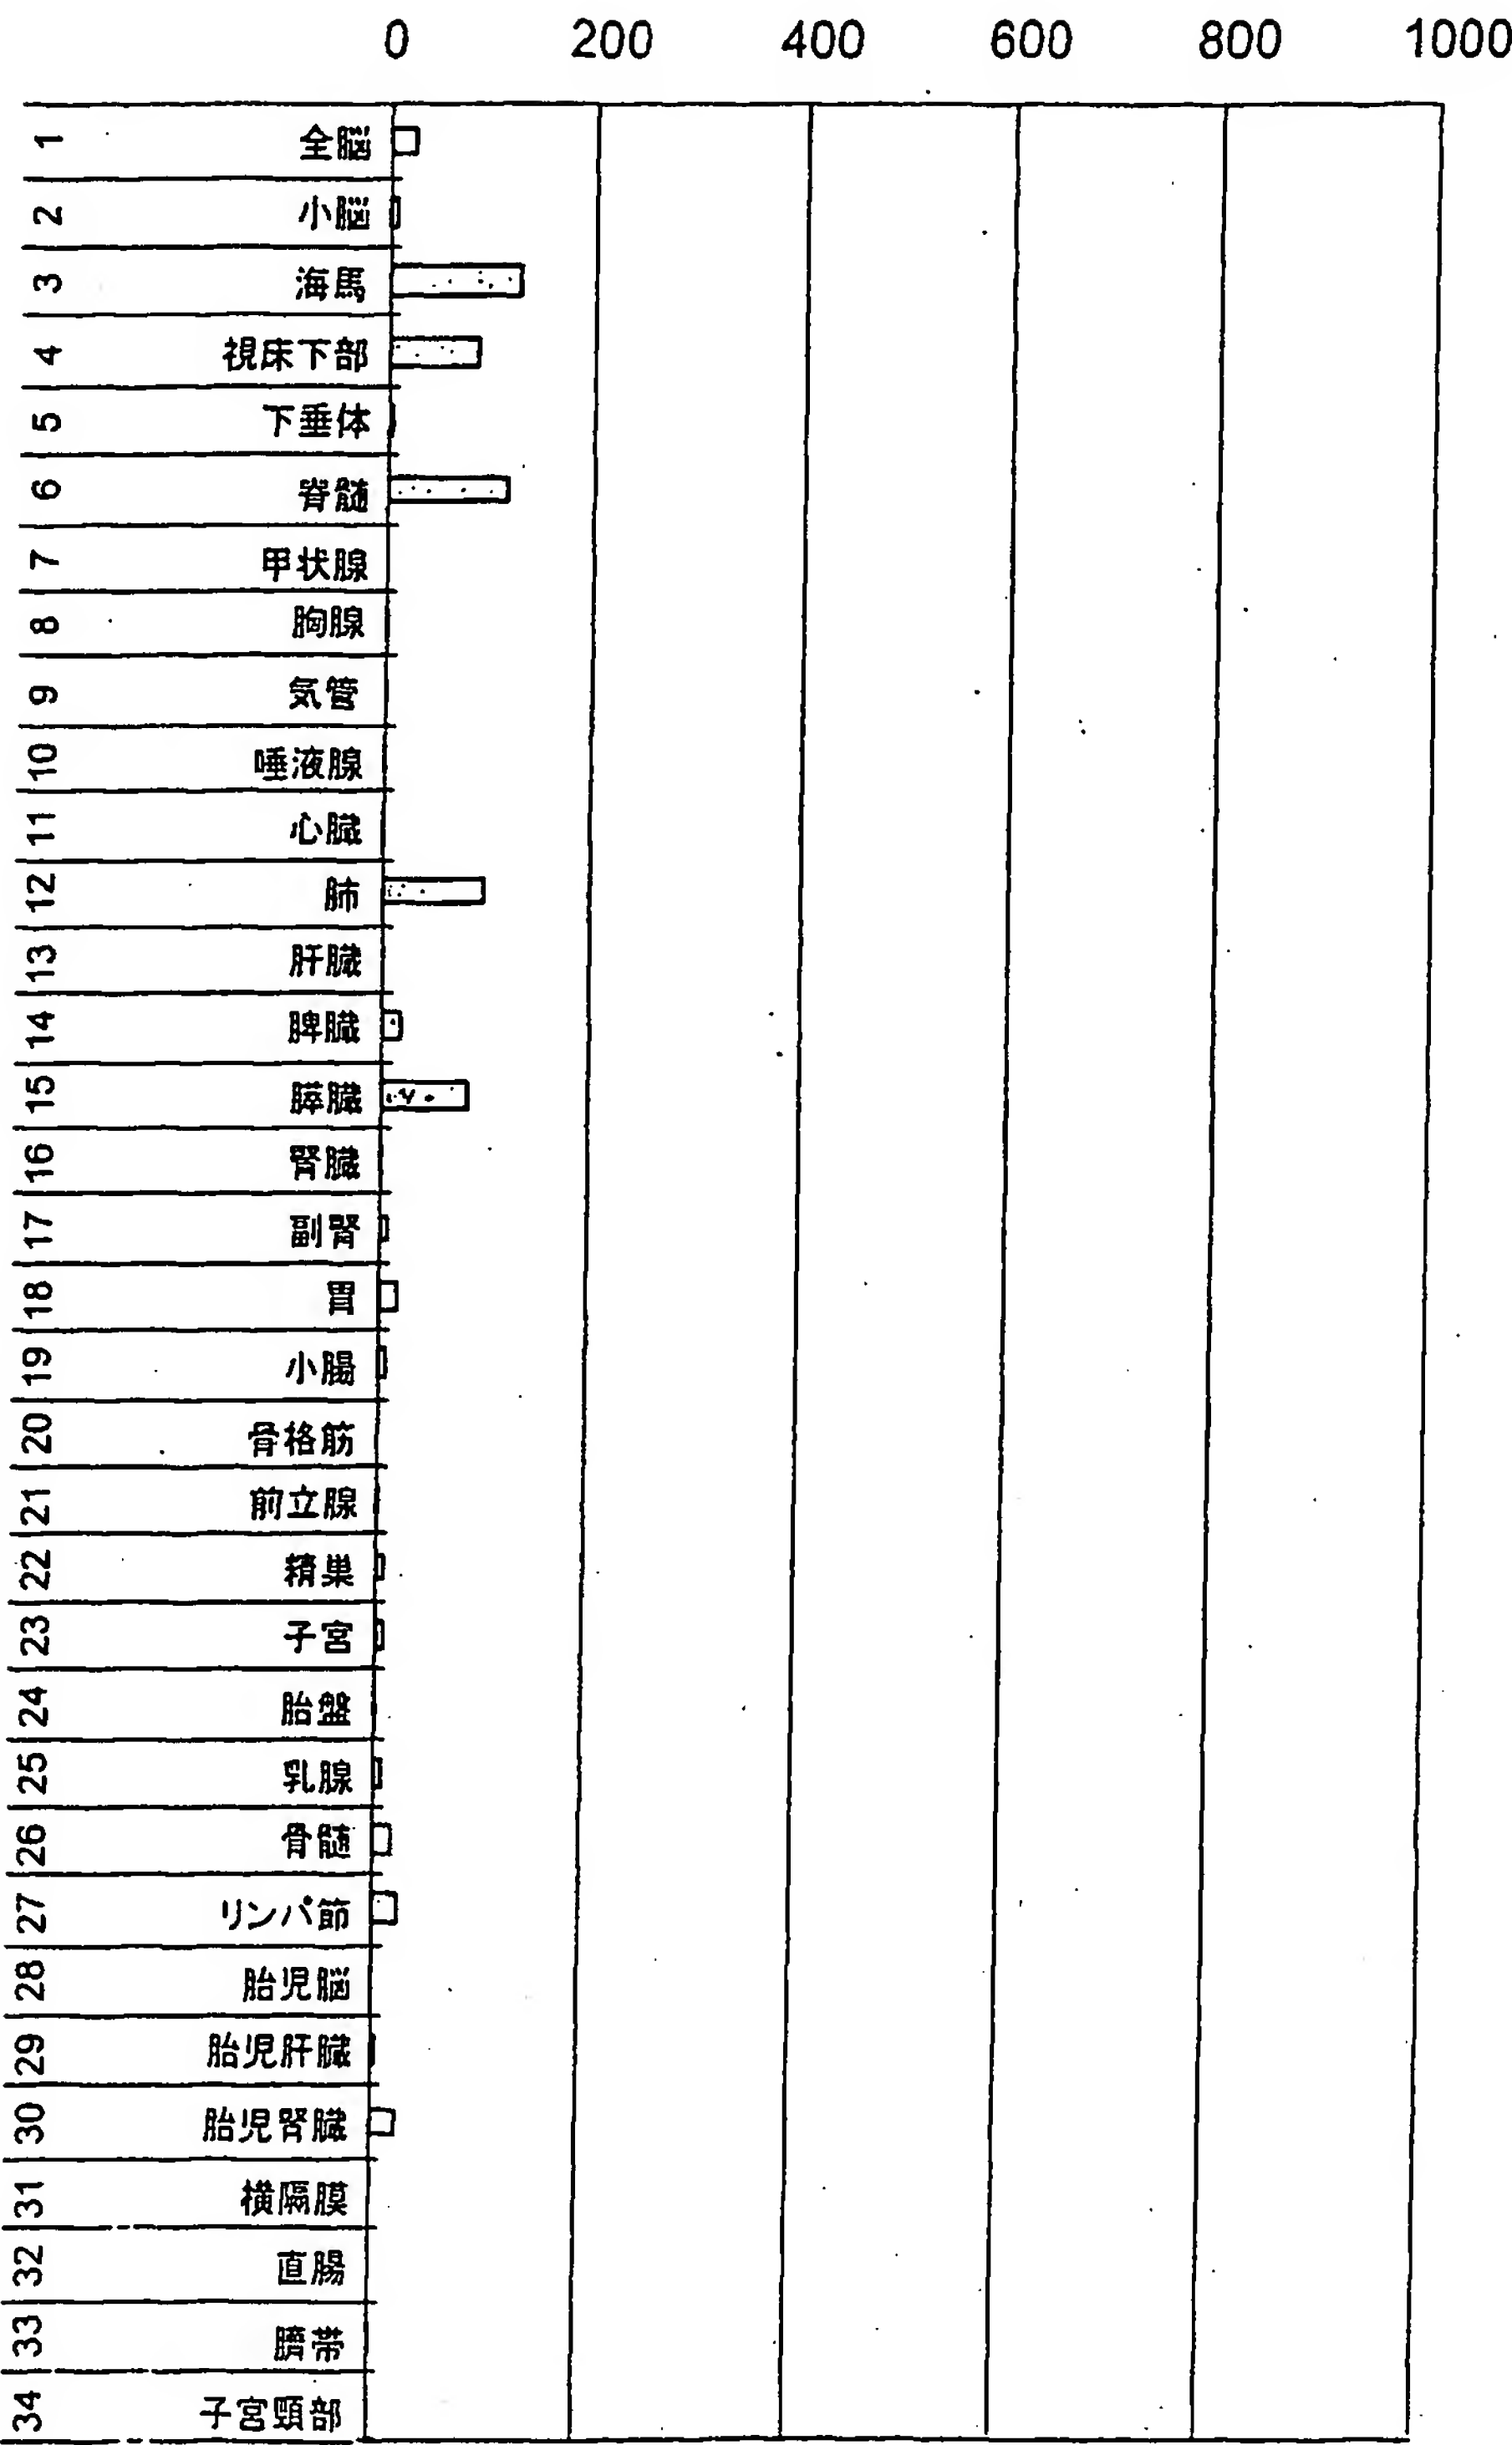 0 200 400 600 800 1000
1 全脳
2 小脳
3 海馬
4 視床下部
5 下垂体
6 脊髄
7 甲状腺
8 胸腺
9 気管
10 唾液腺
11 心臓
12 肺
13 肝臓
14 脾臓
15 膵臓
16 腎臓
17 副腎
18 胃
19 小腸
20 骨格筋
21 前立腺
22 精巣
23 子宮
24 胎盤
25 乳腺
26 骨髄
27 リンパ節
28 胎児脳
29 胎児肝臓
30 胎児腎臓
31 横隔膜
32 直腸
33 臍帯
34 子宮頸部